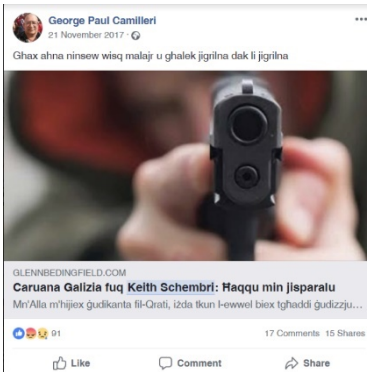 George Paul Camilleri
21 November 2017 ·
Ghax ahna ninsew wisq malajr u ghalek jigrilna dak li jigrilna
GLENNBEDINGFIELD.COM
Caruana Galizia fuq Keith Schembri: Ħaqqu min jisparalu
Mn'Alla m'hijiex ġudikanta fil-Qrati, iżda tkun l-ewwel biex tgħaddi ġudizzju...
91
17 Comments 15 Shares
Like Comment Share